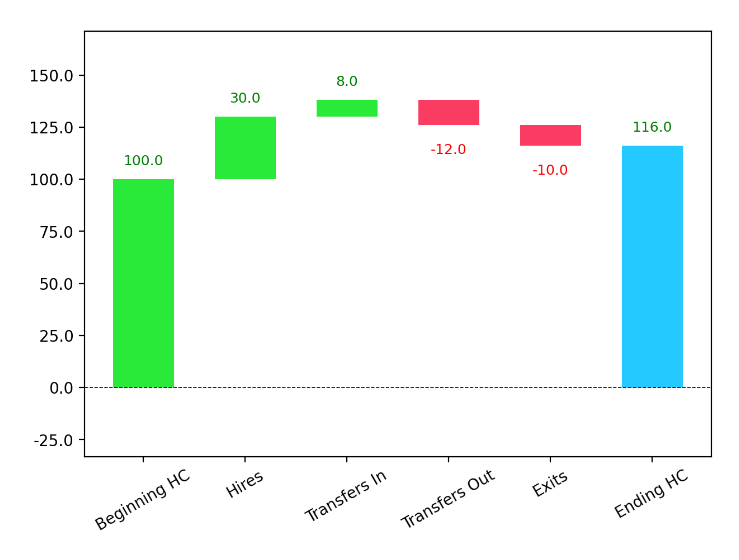 150.0
125.0
100.0
75.0
50.0
25.0
0.0
-25.0
100.0
30.0
8.0
-12.0
-10.0
116.0
Beginning HC
Hires
Transfers In
Transfers Out
Exits
Ending HC